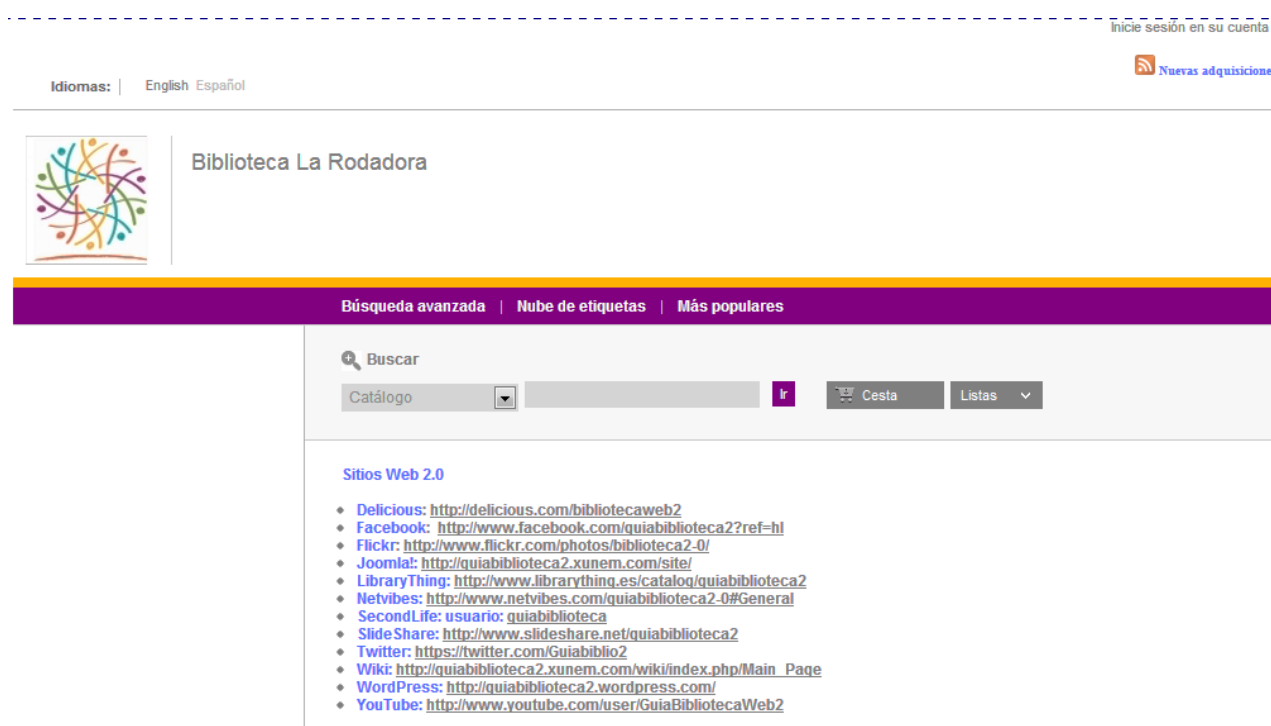 Inicie sesión en su cuenta
Nuevas adquisicione
Idiomas: English Español
Biblioteca La Rodadora
Búsqueda avanzada | Nube de etiquetas | Más populares
Buscar
Catálogo Ir Cesta Listas
Sitios Web 2.0
Delicious: http://delicious.com/bibliotecaweb2
Facebook: http://www.facebook.com/guiabiblioteca2?ref=hl
Flickr: http://www.flickr.com/photos/biblioteca2-0/
Joomla!: http://guiabiblioteca2.xunem.com/site/
LibraryThing: http://www.librarything.es/catalog/guiabiblioteca2
Netvibes: http://www.netvibes.com/guiabiblioteca2-0#General
SecondLife: usuario: guiabiblioteca
SlideShare: http://www.slideshare.net/guiabiblioteca2
Twitter: https://twitter.com/Guiabiblio2
Wiki: http://guiabiblioteca2.xunem.com/wiki/index.php/Main_Page
WordPress: http://guiabiblioteca2.wordpress.com/
YouTube: http://www.youtube.com/user/GuiaBibliotecaWeb2